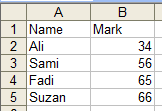 A B
1 Name Mark
2 Ali 34
3 Sami 56
4 Fadi 65
5 Suzan 66